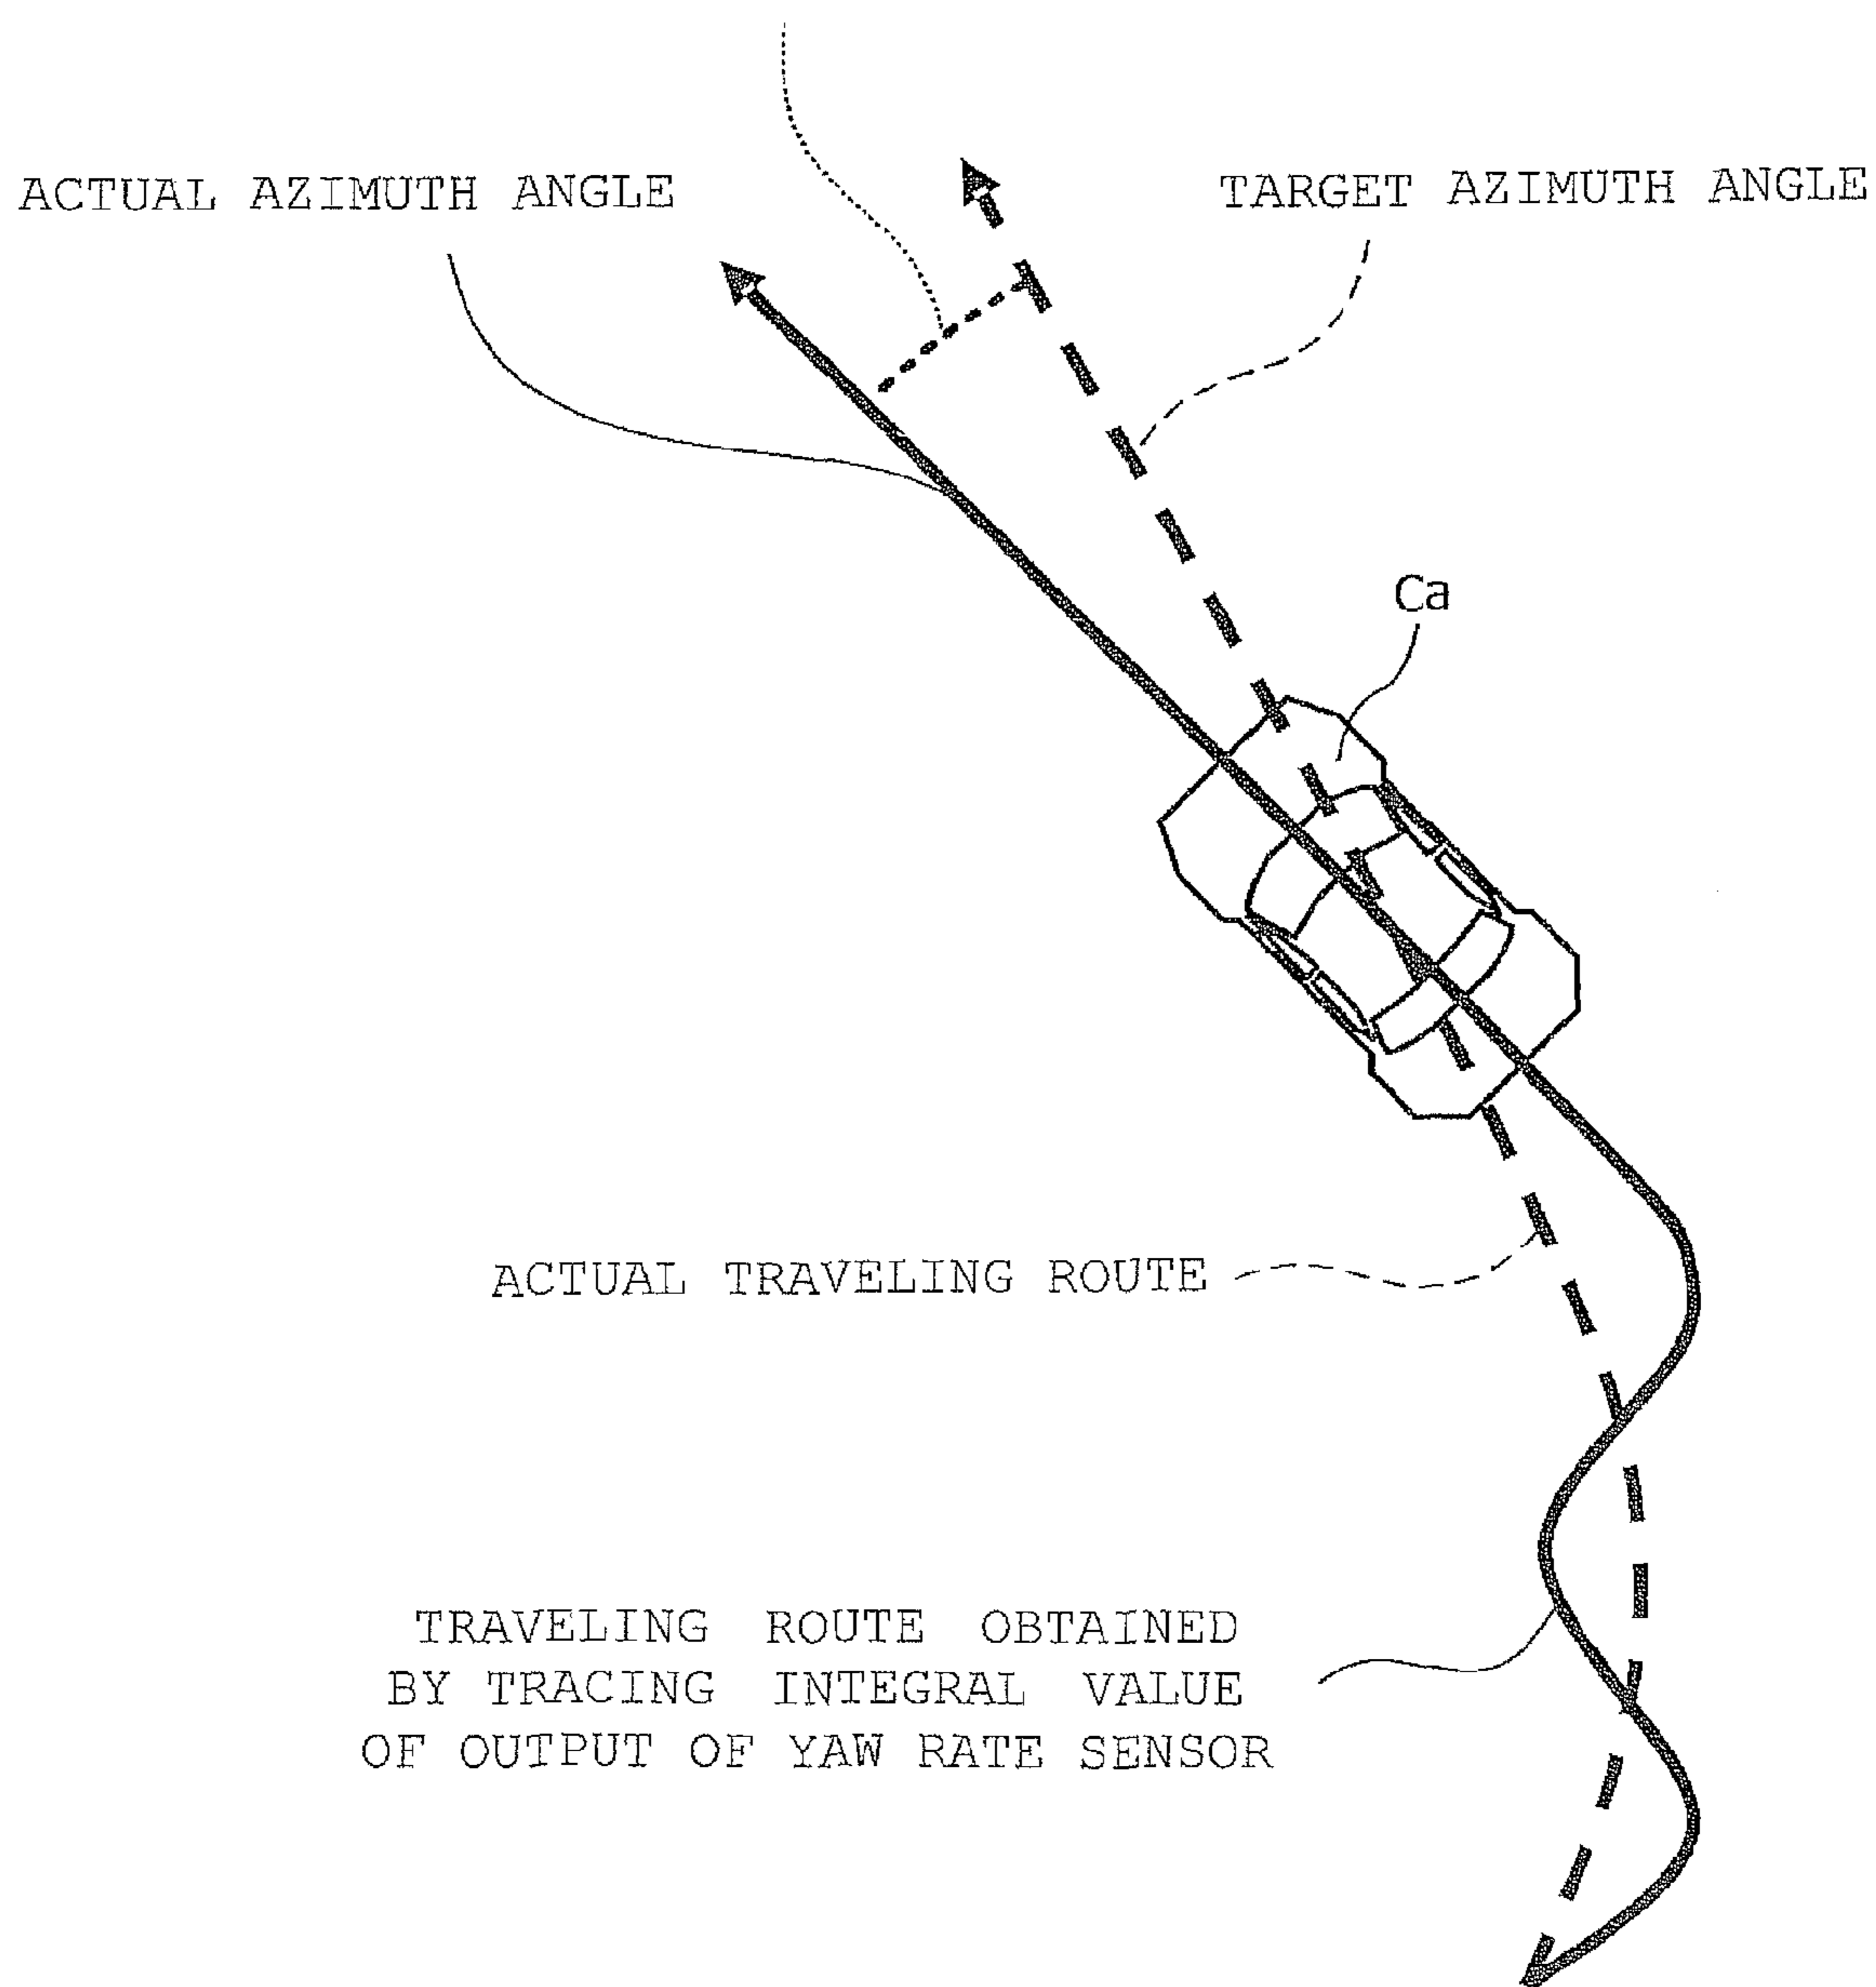 ACTUAL AZIMUTH ANGLE
TARGET AZIMUTH ANGLE
Ca
ACTUAL TRAVELING ROUTE
TRAVELING ROUTE OBTAINED
BY TRACING INTEGRAL VALUE
OF OUTPUT OF YAW RATE SENSOR